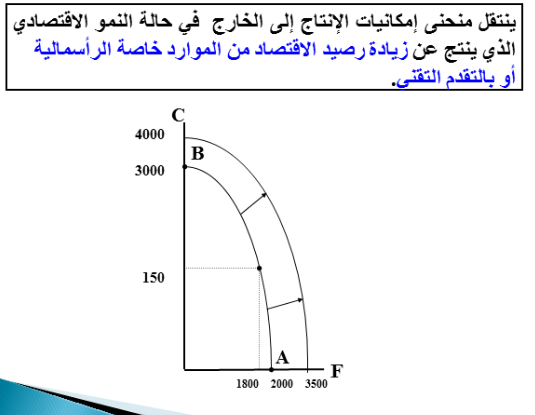 ينتقل منحنى إمكانيات الإنتاج إلى الخارج في حالة النمو الاقتصادي
الذي ينتج عن زيادة رصيد الاقتصاد من الموارد خاصة الرأسمالية
أو بالتقدم التقني.
C
4000
B
3000
150
A
F
1800 2000 3500